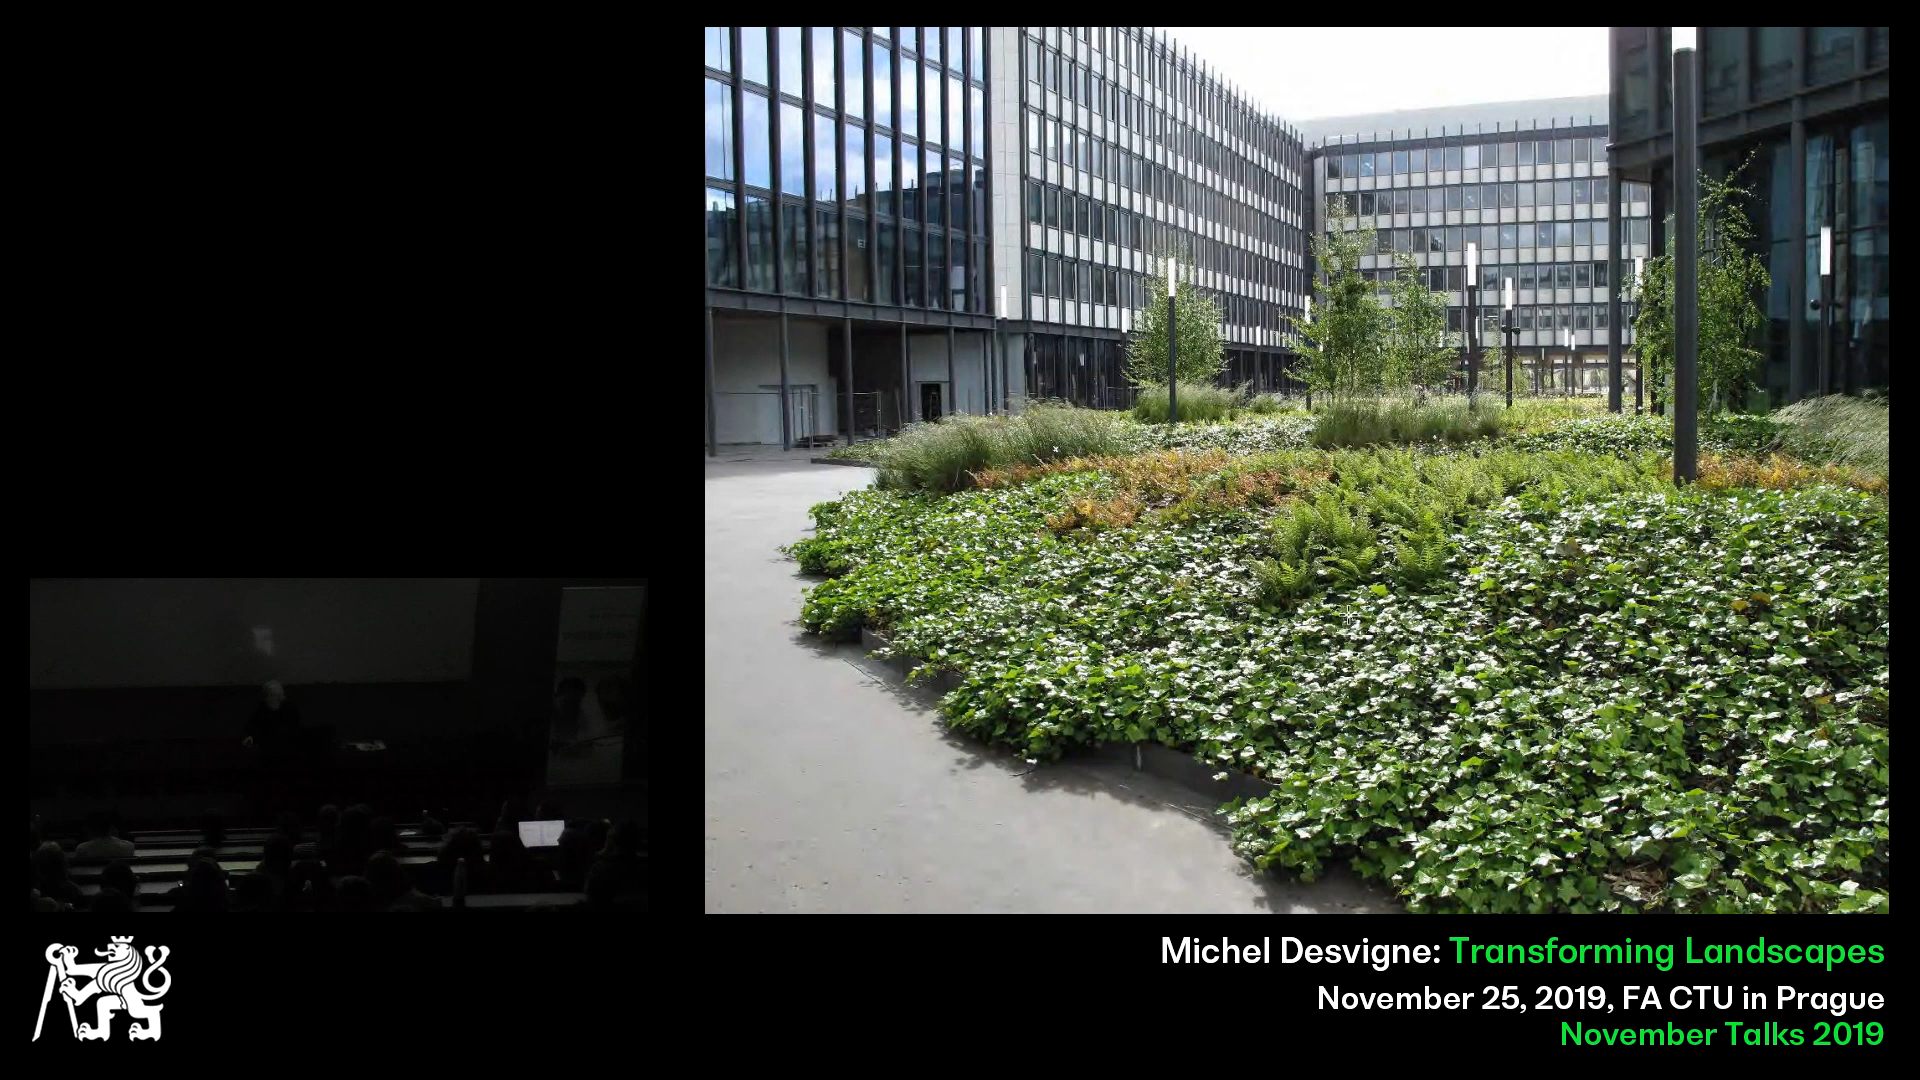 Michel Desvigne: Transforming Landscapes
November 25, 2019, FA CTU in Prague
November Talks 2019